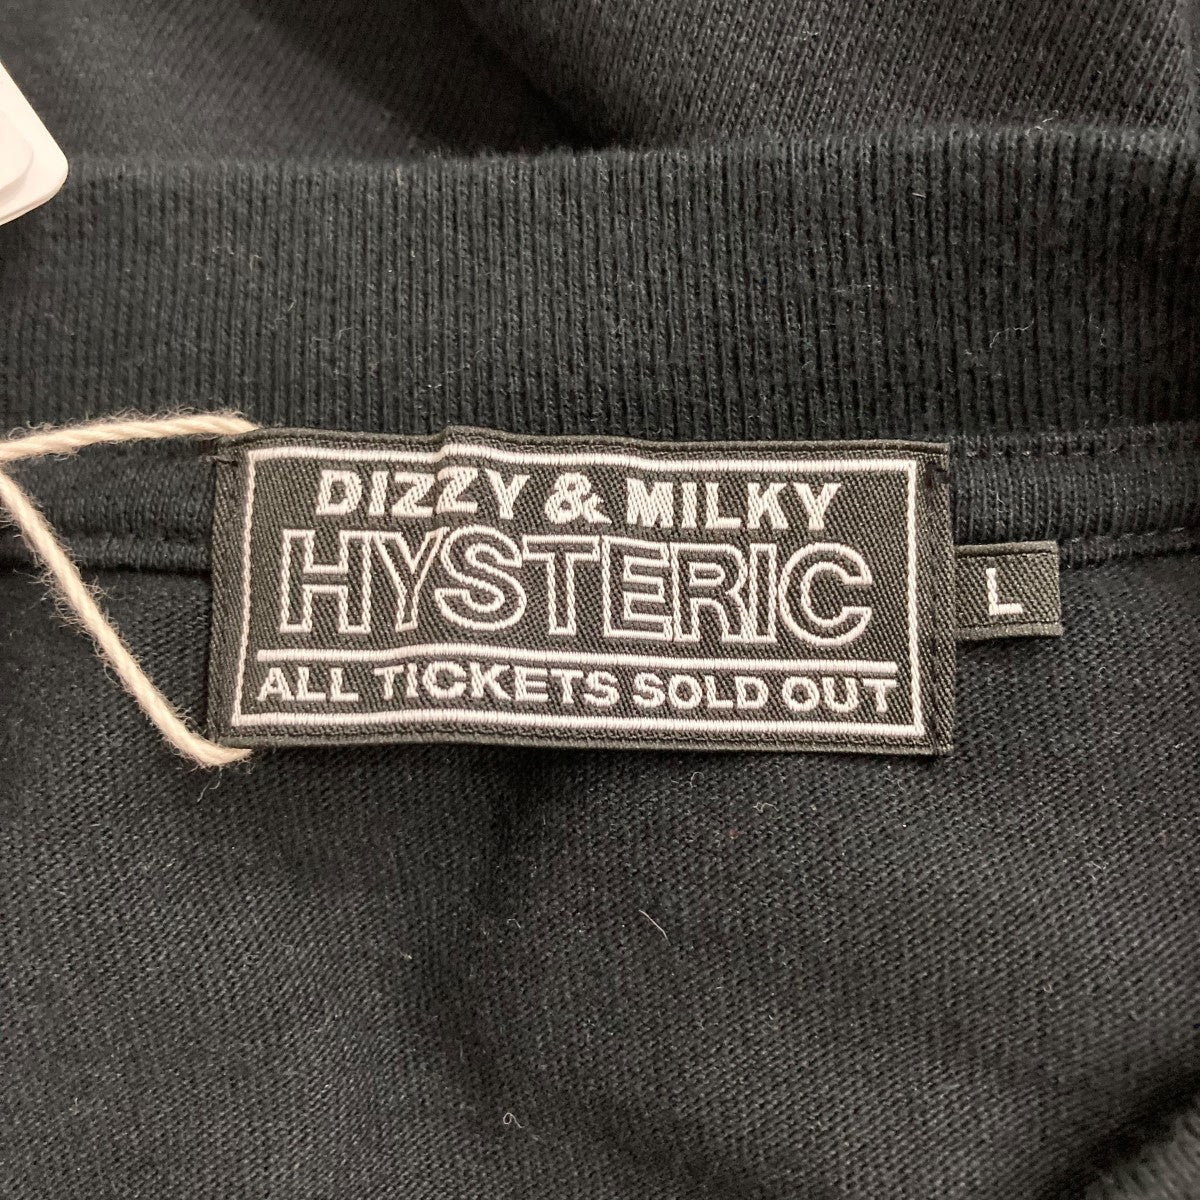 DIZZY & MILKY
HYSTERIC
ALL TICKETS SOLD OUT
L